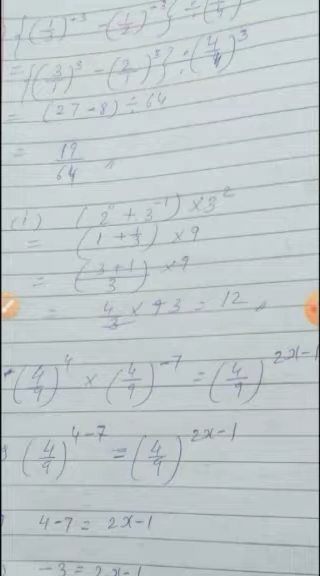 {(1/3)^-3 - (1/2)^-3} ÷ (1/4)
= {(3/1)^3 - (2/1)^3} ÷ (4/1)^3
= (27 - 8) ÷ 64
= 19/64
(i) (2^0 + 3^-1) × 3^2
= (1 + 1/3) × 9
= (3+1/3) × 9
= 4/3 × 9 3 = 12
(4/9)^4 × (4/9)^-7 = (4/9)^2x-1
(4/9)^4-7 = (4/9)^2x-1
4-7 = 2x-1
-3 = 2x-1